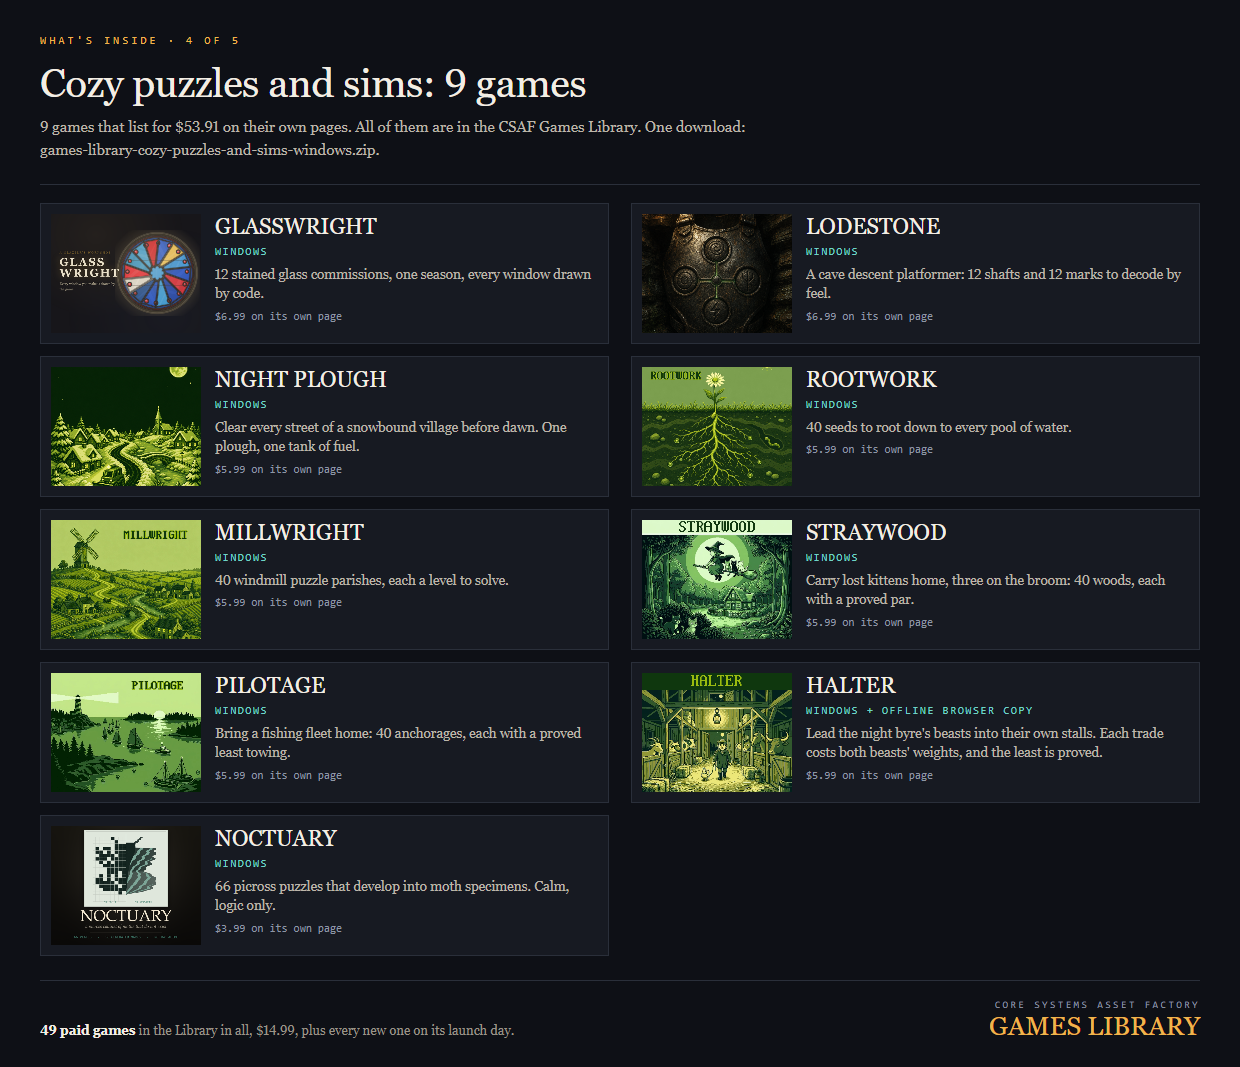 WHAT'S INSIDE · 4 OF 5
Cozy puzzles and sims: 9 games
9 games that list for $53.91 on their own pages. All of them are in the CSAF Games Library. One download:
games-library-cozy-puzzles-and-sims-windows.zip.
GLASS
WRIGHT
GLASSWRIGHT
WINDOWS
12 stained glass commissions, one season, every window drawn
by code.
$6.99 on its own page
LODESTONE
WINDOWS
A cave descent platformer: 12 shafts and 12 marks to decode by
feel.
$6.99 on its own page
NIGHT PLOUGH
WINDOWS
Clear every street of a snowbound village before dawn. One
plough, one tank of fuel.
$5.99 on its own page
ROOTWORK
ROOTWORK
WINDOWS
40 seeds to root down to every pool of water.
$5.99 on its own page
MILLWRIGHT
MILLWRIGHT
WINDOWS
40 windmill puzzle parishes, each a level to solve.
$5.99 on its own page
STRAYWOOD
STRAYWOOD
WINDOWS
Carry lost kittens home, three on the broom: 40 woods, each
with a proved par.
$5.99 on its own page
PILOTAGE
PILOTAGE
WINDOWS
Bring a fishing fleet home: 40 anchorages, each with a proved
least towing.
$5.99 on its own page
HALTER
HALTER
WINDOWS + OFFLINE BROWSER COPY
Lead the night byre's beasts into their own stalls. Each trade
costs both beasts' weights, and the least is proved.
$5.99 on its own page
NOCTUARY
NOCTUARY
WINDOWS
66 picross puzzles that develop into moth specimens. Calm,
logic only.
$3.99 on its own page
49 paid games in the Library in all, $14.99, plus every new one on its launch day.
CORE SYSTEMS ASSET FACTORY
GAMES LIBRARY